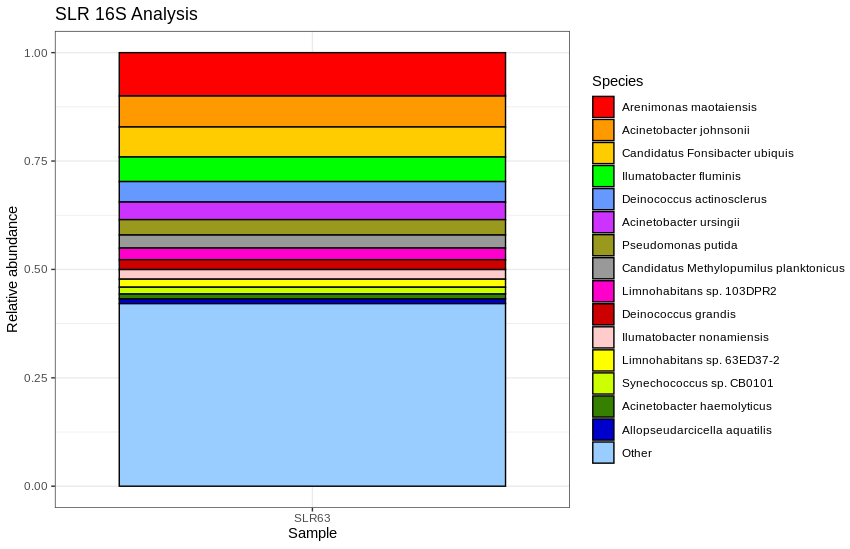 SLR 16S Analysis
Relative abundance
1.00
0.75
0.50
0.25
0.00
SLR63
Sample
Species
Arenimonas maotaiensis
Acinetobacter johnsonii
Candidatus Fonsibacter ubiquis
Ilumatobacter fluminis
Deinococcus actinosclerus
Acinetobacter ursingii
Pseudomonas putida
Candidatus Methylopumilus planktonicus
Limnohabitans sp. 103DPR2
Deinococcus grandis
Ilumatobacter nonamiensis
Limnohabitans sp. 63ED37-2
Synechococcus sp. CB0101
Acinetobacter haemolyticus
Allopseudarcicella aquatilis
Other